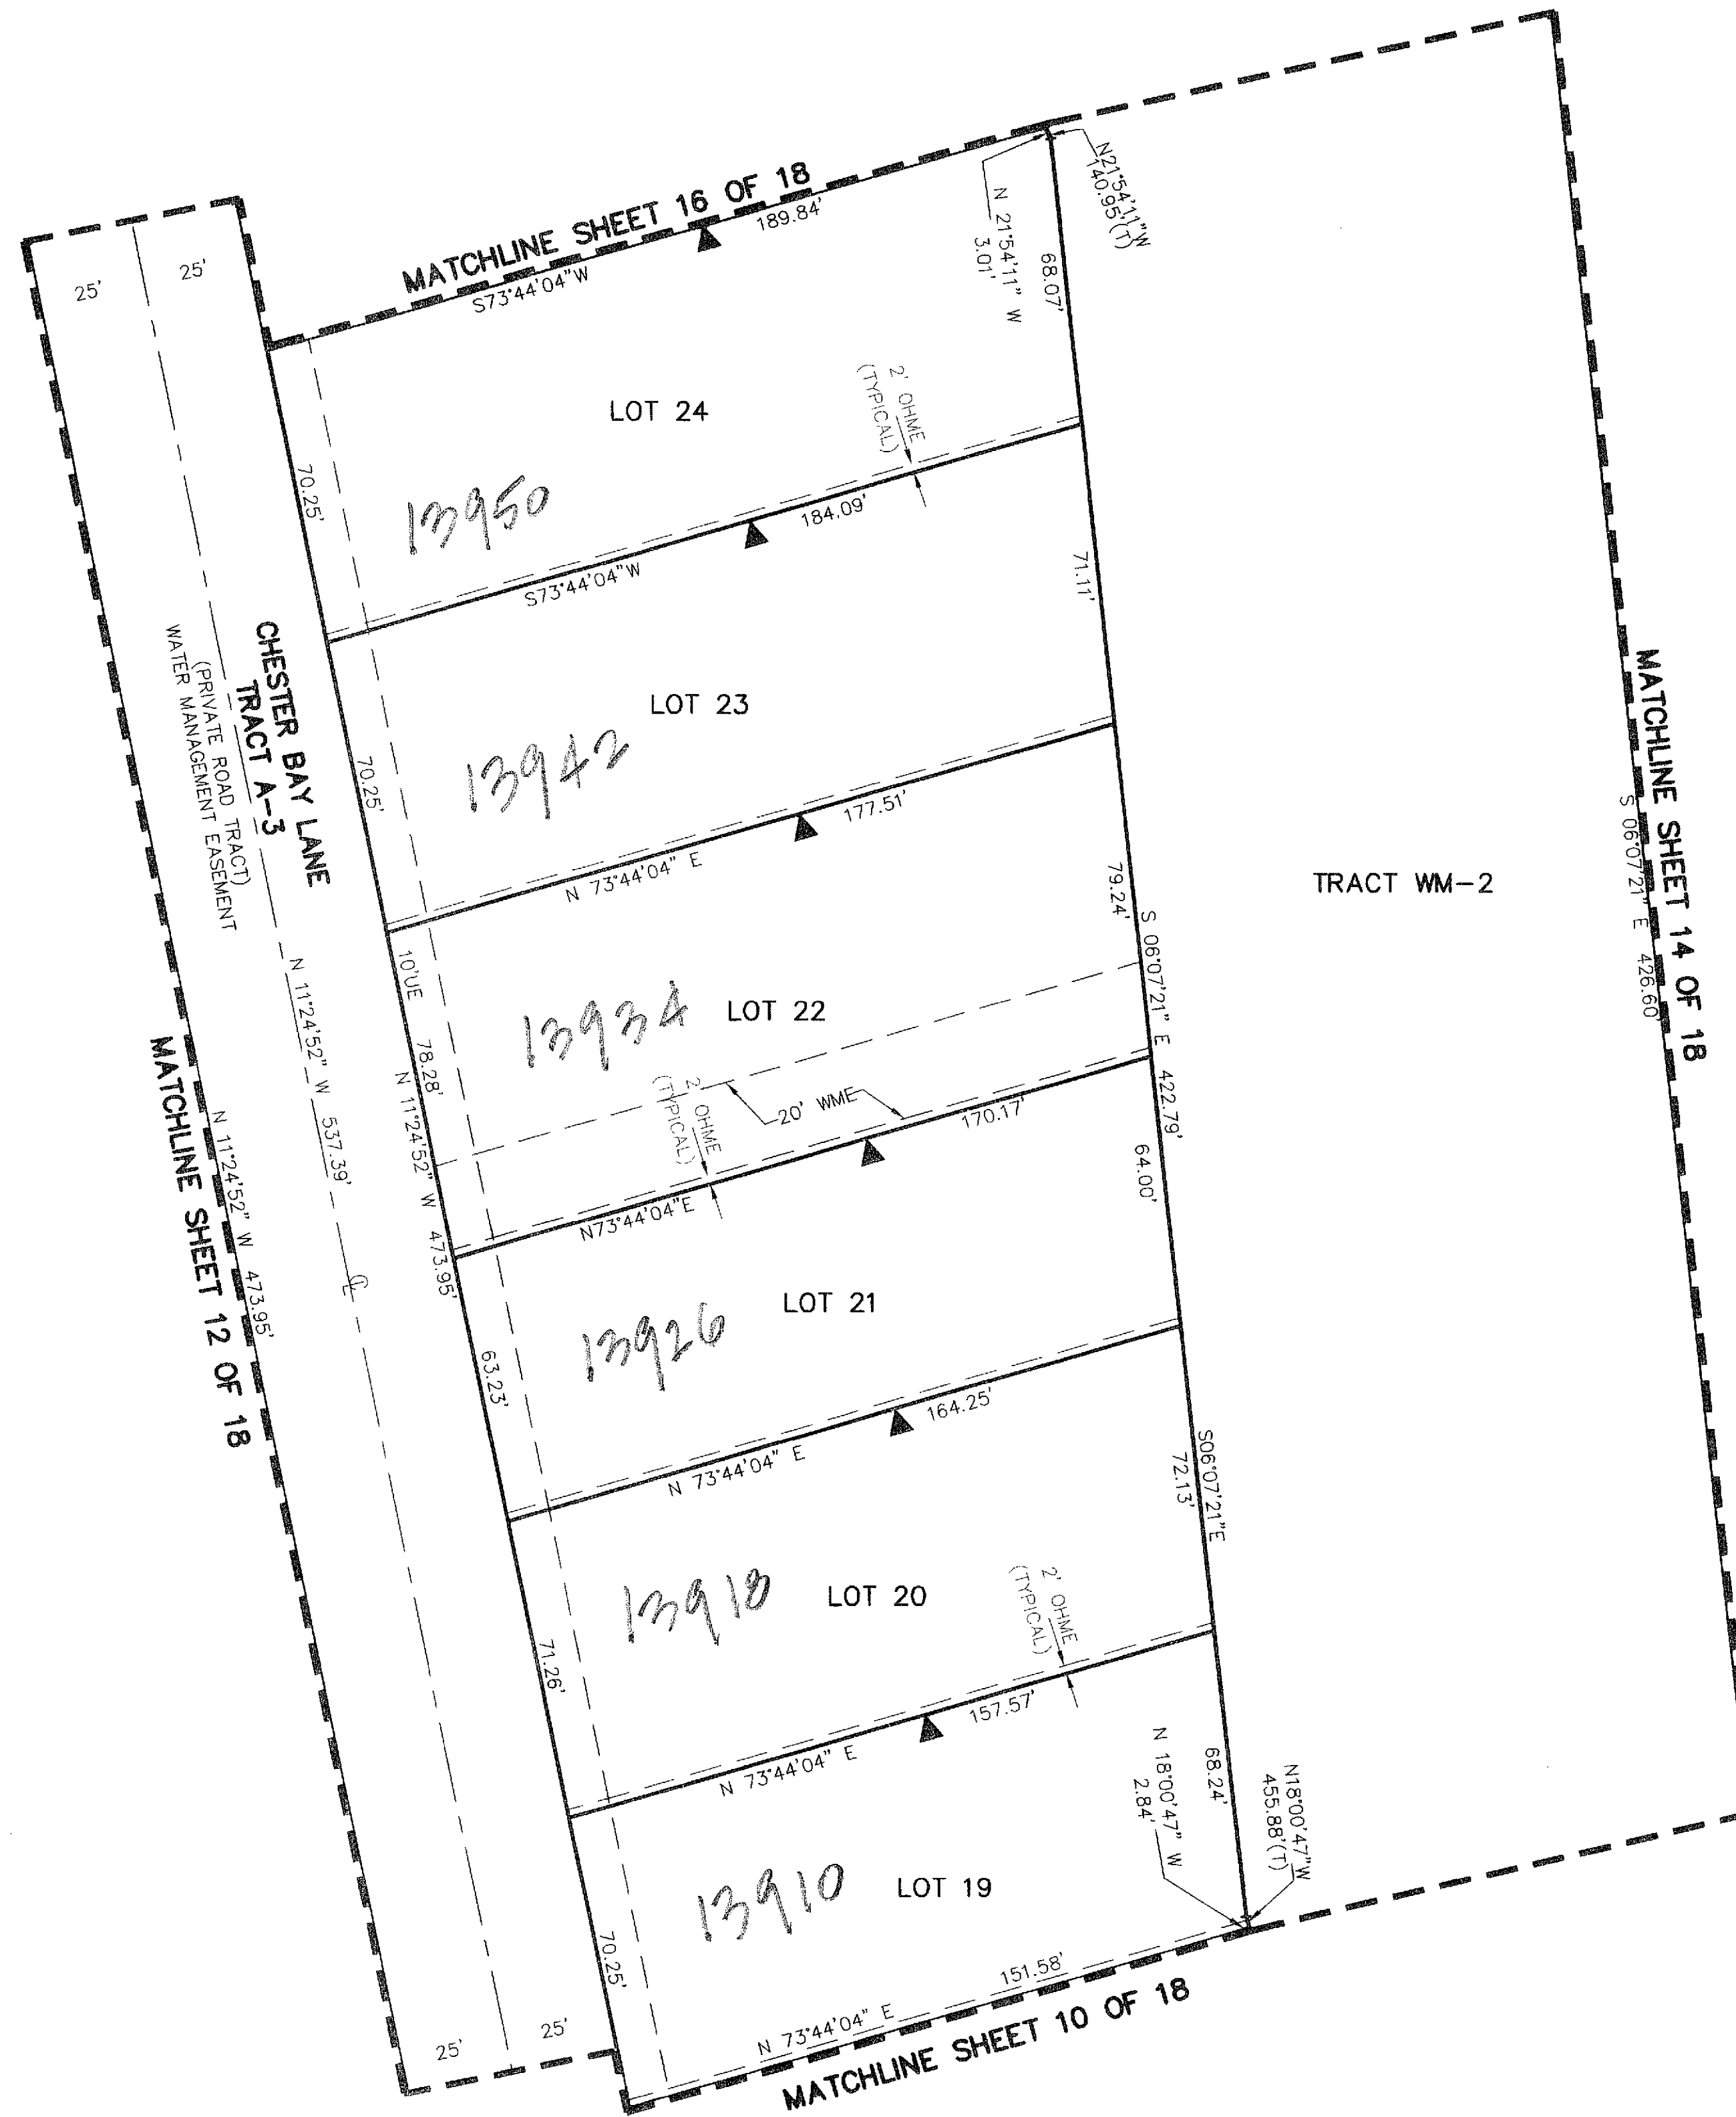 MATCHLINE SHEET 16 OF 18
189.84'
S73°44'04"W
N21°54'11"W
140.95'(T)
N 21°54'11" W
3.01'
68.07'
25'
25'
LOT 24
2' OHME
(TYPICAL)
70.25'
13950
184.09'
S73°44'04"W
71.11'
CHESTER BAY LANE
TRACT A-3
(PRIVATE ROAD TRACT)
WATER MANAGEMENT EASEMENT
LOT 23
70.25'
13942
177.51'
N 73°44'04" E
79.24'
TRACT WM-2
MATCHLINE SHEET 14 OF 18
S 06°07'21" E 426.60'
S 06°07'21" E 422.79'
10'UE
78.28'
N 11°24'52" W 473.95'
N 11°24'52" W 537.39'
MATCHLINE SHEET 12 OF 18
N 11°24'52" W 473.95'
LOT 22
13934
2' OHME
(TYPICAL)
20' WME
170.17'
N73°44'04"E
64.00'
LOT 21
13926
63.23'
164.25'
N 73°44'04" E
S06°07'21"E
72.13'
LOT 20
13918
2' OHME
(TYPICAL)
71.26'
157.57'
N 73°44'04" E
N 18°00'47" W
2.84'
68.24'
N18°00'47"W
455.88'(T)
LOT 19
13910
70.25'
151.58'
N 73°44'04" E
MATCHLINE SHEET 10 OF 18
25'
25'